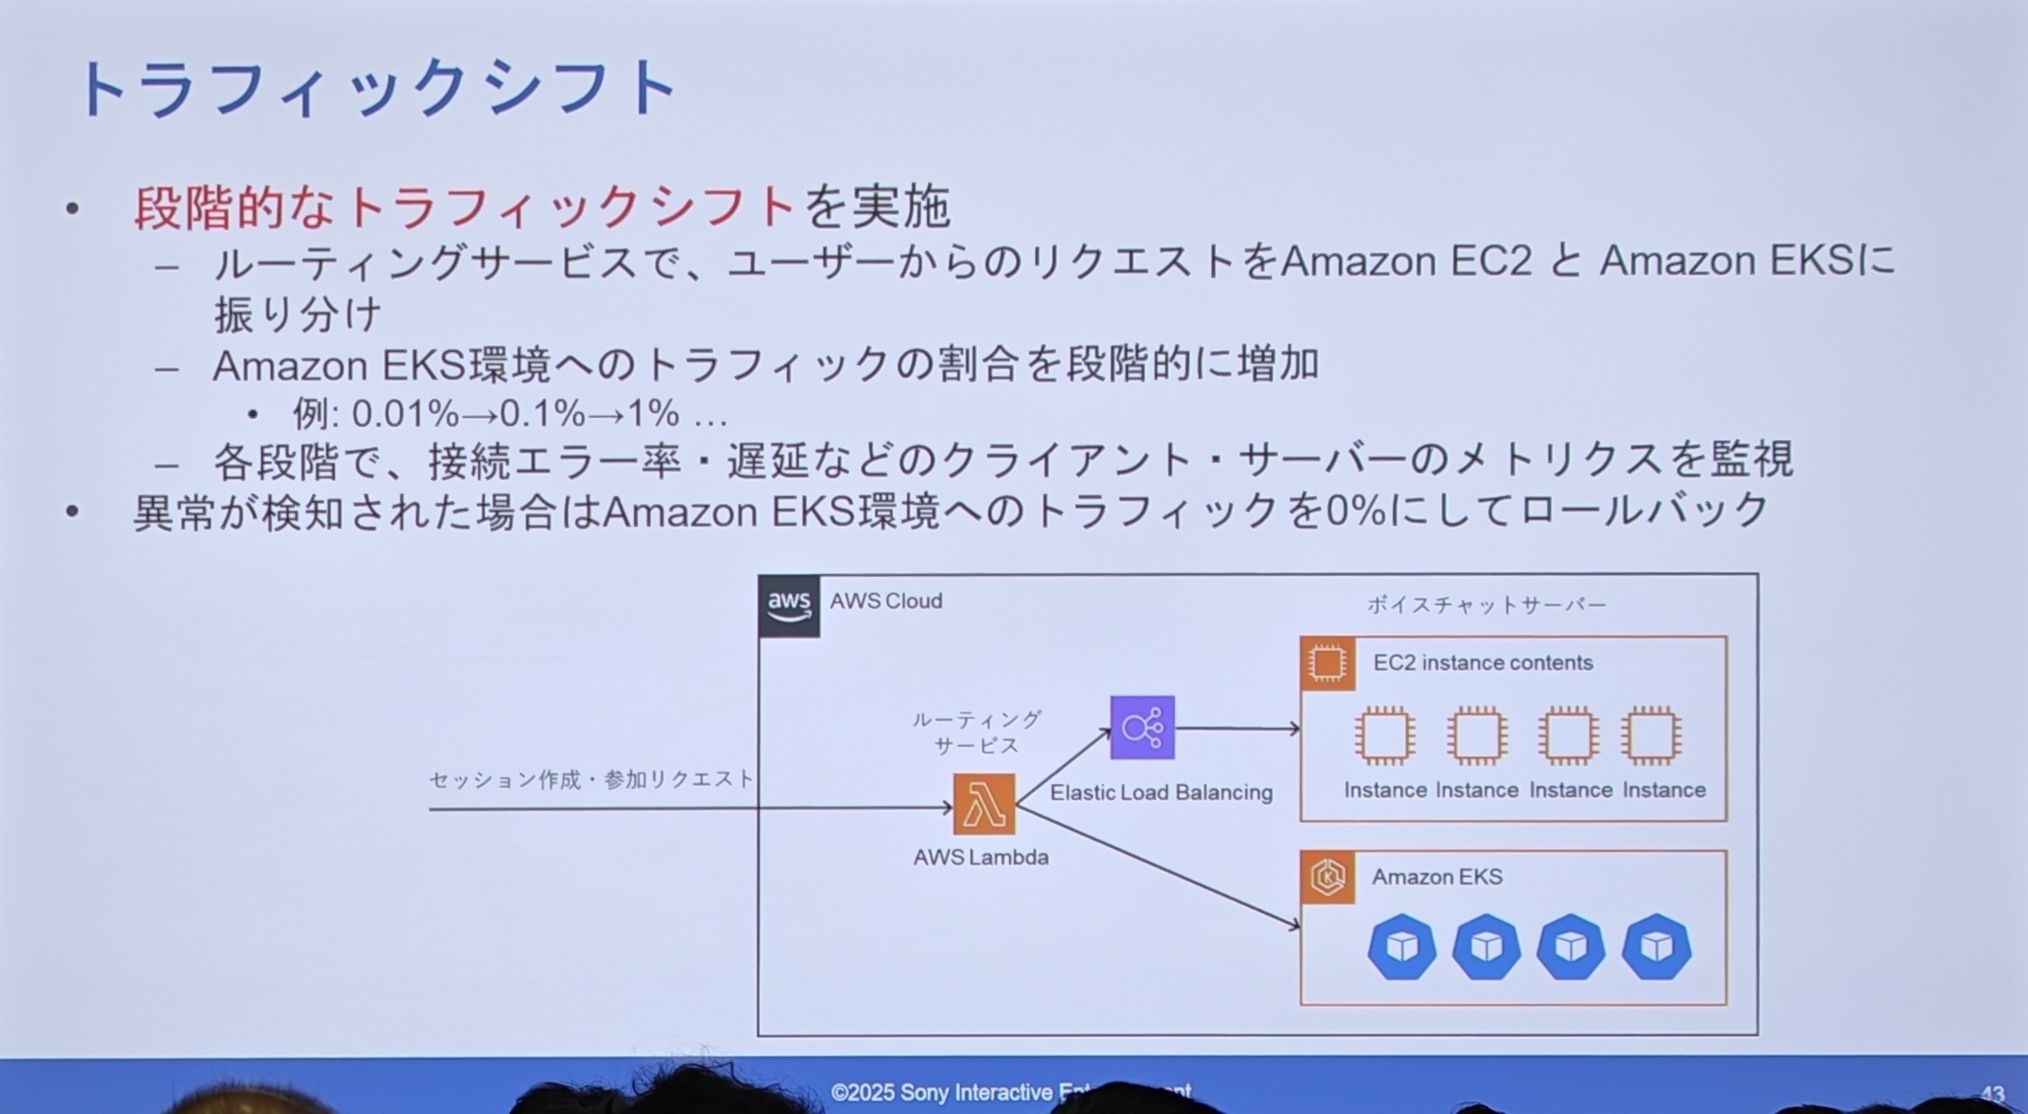 トラフィックシフト
• 段階的なトラフィックシフトを実施
– ルーティングサービスで、ユーザーからのリクエストをAmazon EC2 と Amazon EKSに
振り分け
– Amazon EKS環境へのトラフィックの割合を段階的に増加
• 例: 0.01%→0.1%→1% …
– 各段階で、接続エラー率・遅延などのクライアント・サーバーのメトリクスを監視
• 異常が検知された場合はAmazon EKS環境へのトラフィックを0%にしてロールバック
aws
AWS Cloud
ボイスチャットサーバー
EC2 instance contents
ルーティング
サービス
セッション作成・参加リクエスト
Elastic Load Balancing
Instance Instance Instance Instance
AWS Lambda
Amazon EKS
©2025 Sony Interactive
43